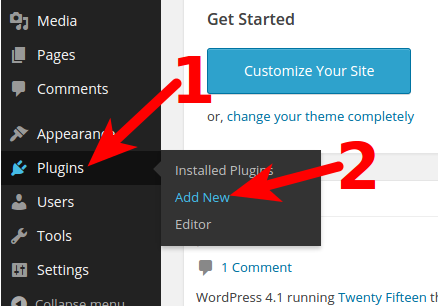 Media
Pages
Comments
Appearance
Plugins
Users
Tools
Settings
Collapse menu
Installed Plugins
Add New
Editor
1
2
Get Started
Customize Your Site
or, change your theme completely
1 Comment
WordPress 4.1 running Twenty Fifteen th